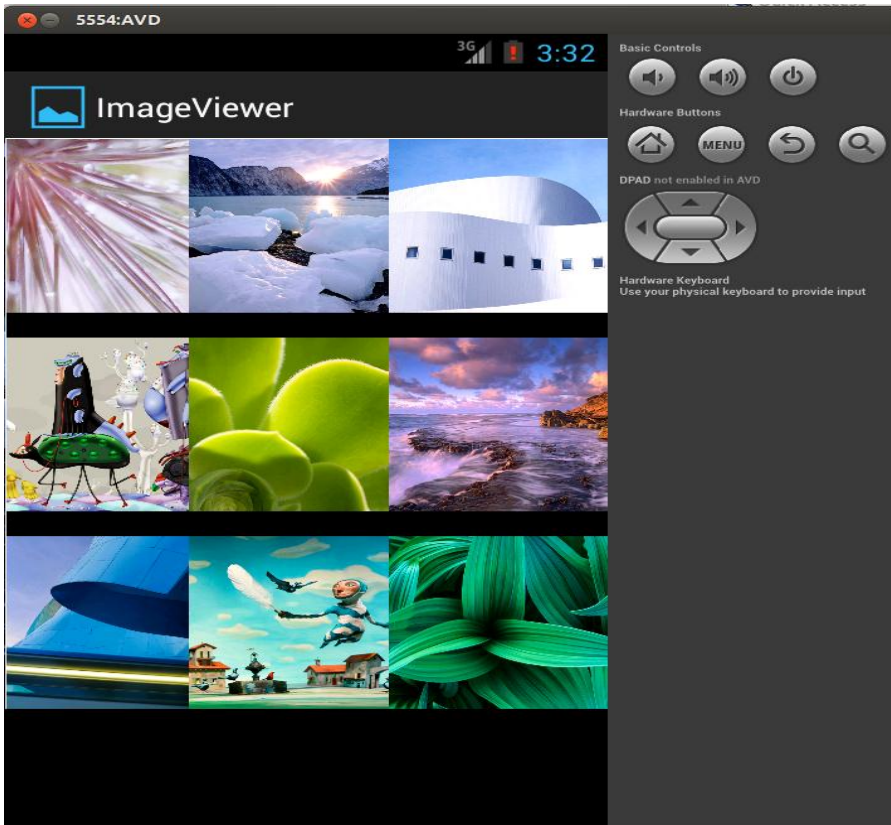 5554:AVD
3G
3:32
ImageViewer
Basic Controls
Hardware Buttons
MENU
DPAD not enabled in AVD
Hardware Keyboard
Use your physical keyboard to provide input